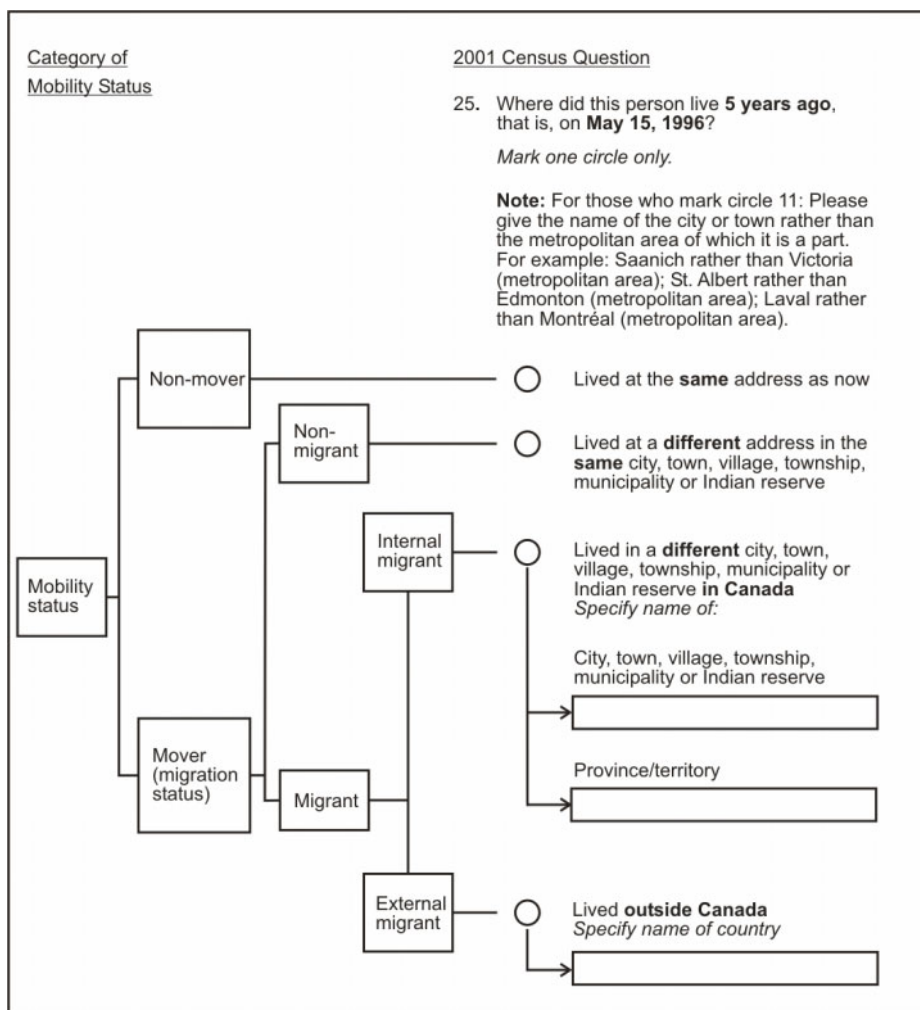 Category of
Mobility Status
2001 Census Question
25. Where did this person live 5 years ago,
that is, on May 15, 1996?
Mark one circle only.
Note: For those who mark circle 11: Please
give the name of the city or town rather than
the metropolitan area of which it is a part.
For example: Saanich rather than Victoria
(metropolitan area); St. Albert rather than
Edmonton (metropolitan area); Laval rather
than Montréal (metropolitan area).
Non-mover
Lived at the same address as now
Non-
migrant
Lived at a different address in the
same city, town, village, township,
municipality or Indian reserve
Internal
migrant
Lived in a different city, town,
village, township, municipality or
Indian reserve in Canada
Specify name of:
Mobility
status
City, town, village, township,
municipality or Indian reserve
Mover
(migration
status)
Province/territory
Migrant
External
migrant
Lived outside Canada
Specify name of country